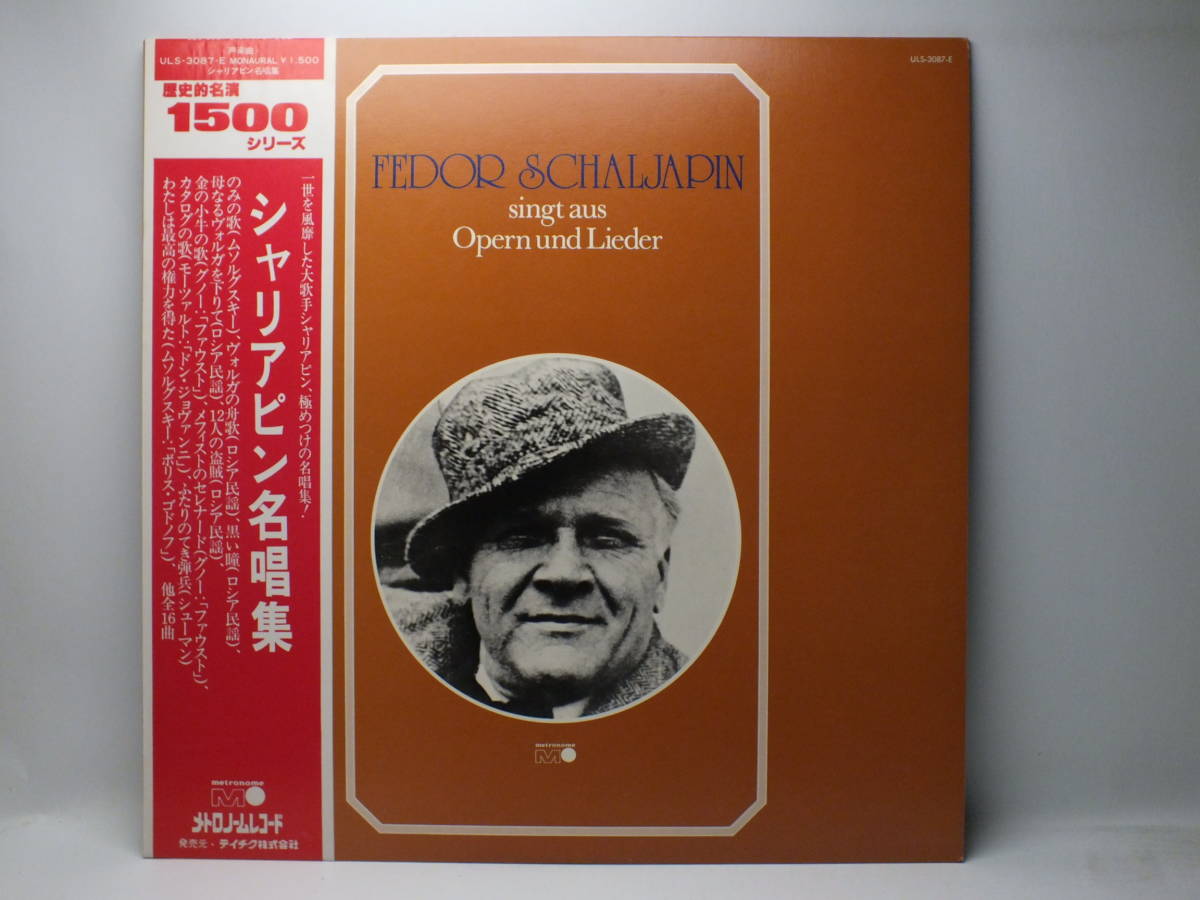 (声楽曲)
ULS-3087-E MONAURAL ¥1,500
シャリアピン名唱集
歴史的名演
1500
シリーズ
一世を風靡した大歌手シャリアピン、極めつけの名唱集!
シャリアピン名唱集
のみの歌(ムソルグスキー)、ヴォルガの舟歌(ロシア民謡)、黒い瞳(ロシア民謡)、
母なるヴォルガを下りて(ロシア民謡)、12人の盗賊(ロシア民謡)、
金の小牛の歌(グノー:「ファウスト」)、メフィストのセレナード(グノー:「ファウスト」)、
カタログの歌(モーツァルト:「ドン・ジョヴァンニ」)、ふたりのてき弾兵(シューマン)
わたしは最高の権力を得た(ムソルグスキー:「ボリス・ゴドノフ」)、他全16曲
metronome
メトロノームレコード
発売元・テイチク株式会社
ULS-3087-E
FEDOR SCHALJAPIN
singt aus
Opern und Lieder
metronome